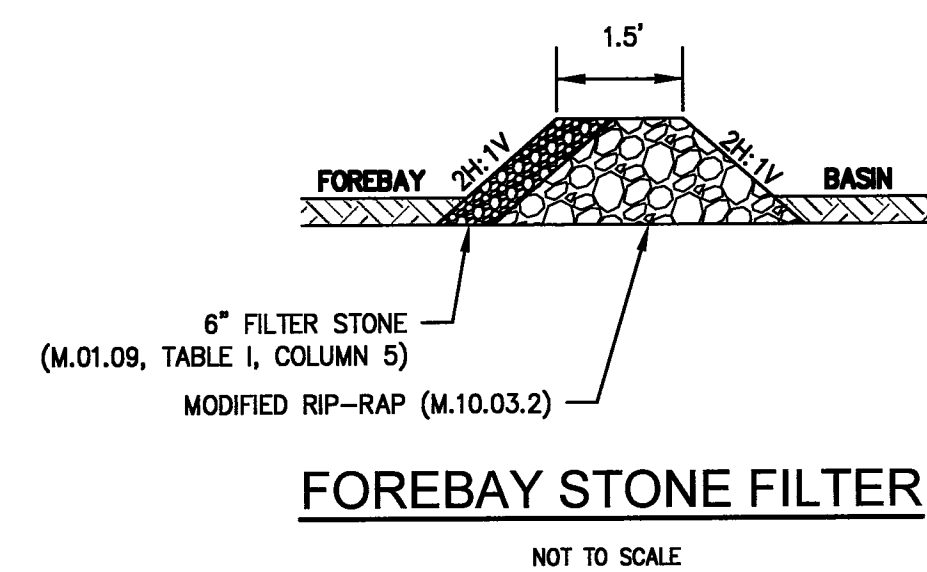 1.5'
2H:1V
2H:1V
FOREBAY
BASIN
6" FILTER STONE
(M.01.09, TABLE I, COLUMN 5)
MODIFIED RIP-RAP (M.10.03.2)
FOREBAY STONE FILTER
NOT TO SCALE